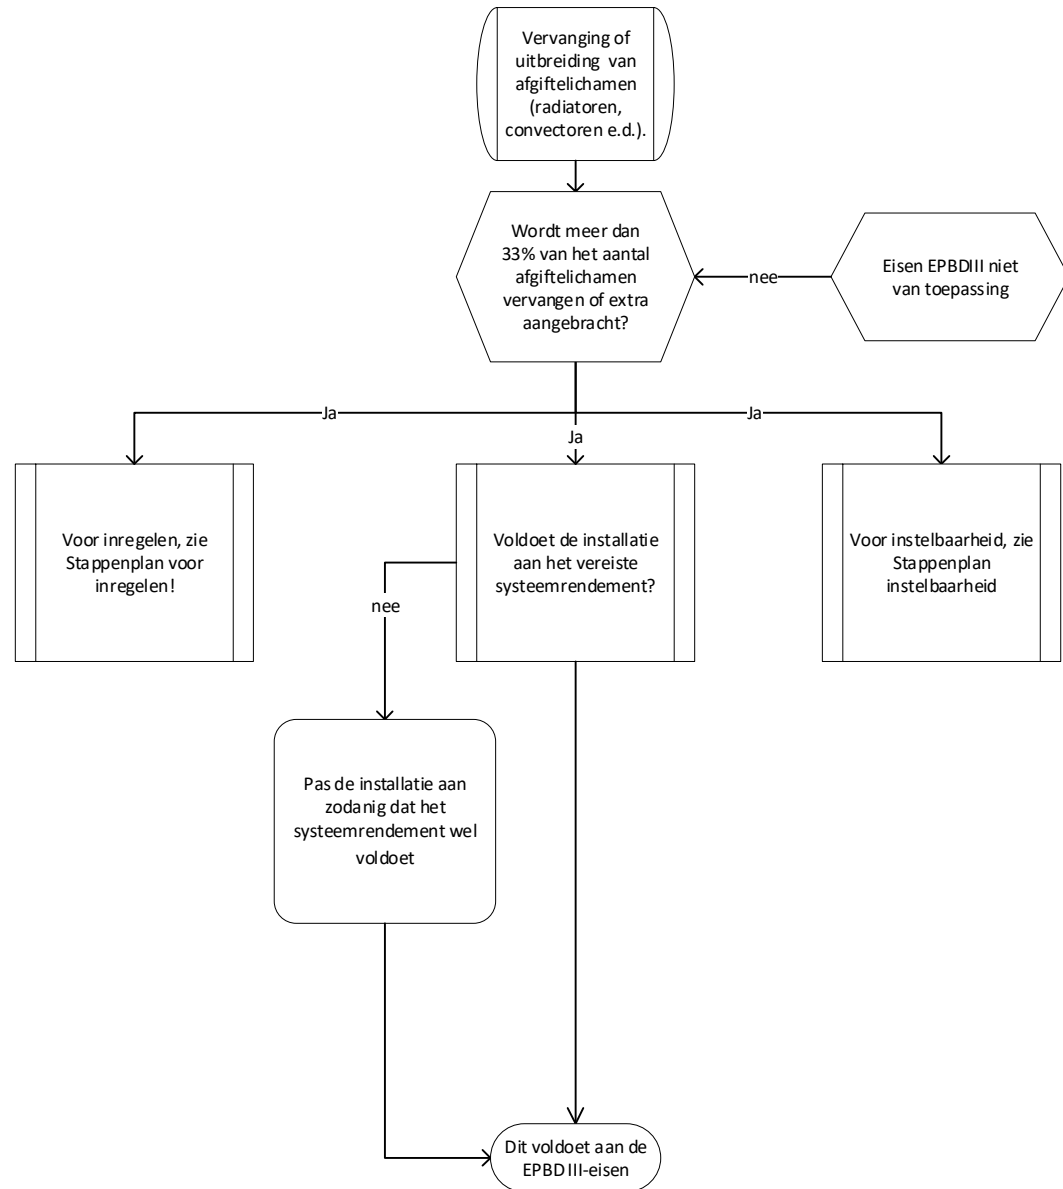 Vervanging of
uitbreiding van
afgiftelichamen
(radiatoren,
convectoren e.d.).
Wordt meer dan
33% van het aantal
afgiftelichamen
vervangen of extra
aangebracht?
nee
Eisen EPBDIII niet
van toepassing
Ja
Ja
Ja
Voor inregelen, zie
Stappenplan voor
inregelen!
Voldoet de installatie
aan het vereiste
systeemrendement?
Voor instelbaarheid, zie
Stappenplan
instelbaarheid
nee
Pas de installatie aan
zodanig dat het
systeemrendement wel
voldoet
Dit voldoet aan de
EPBD III-eisen